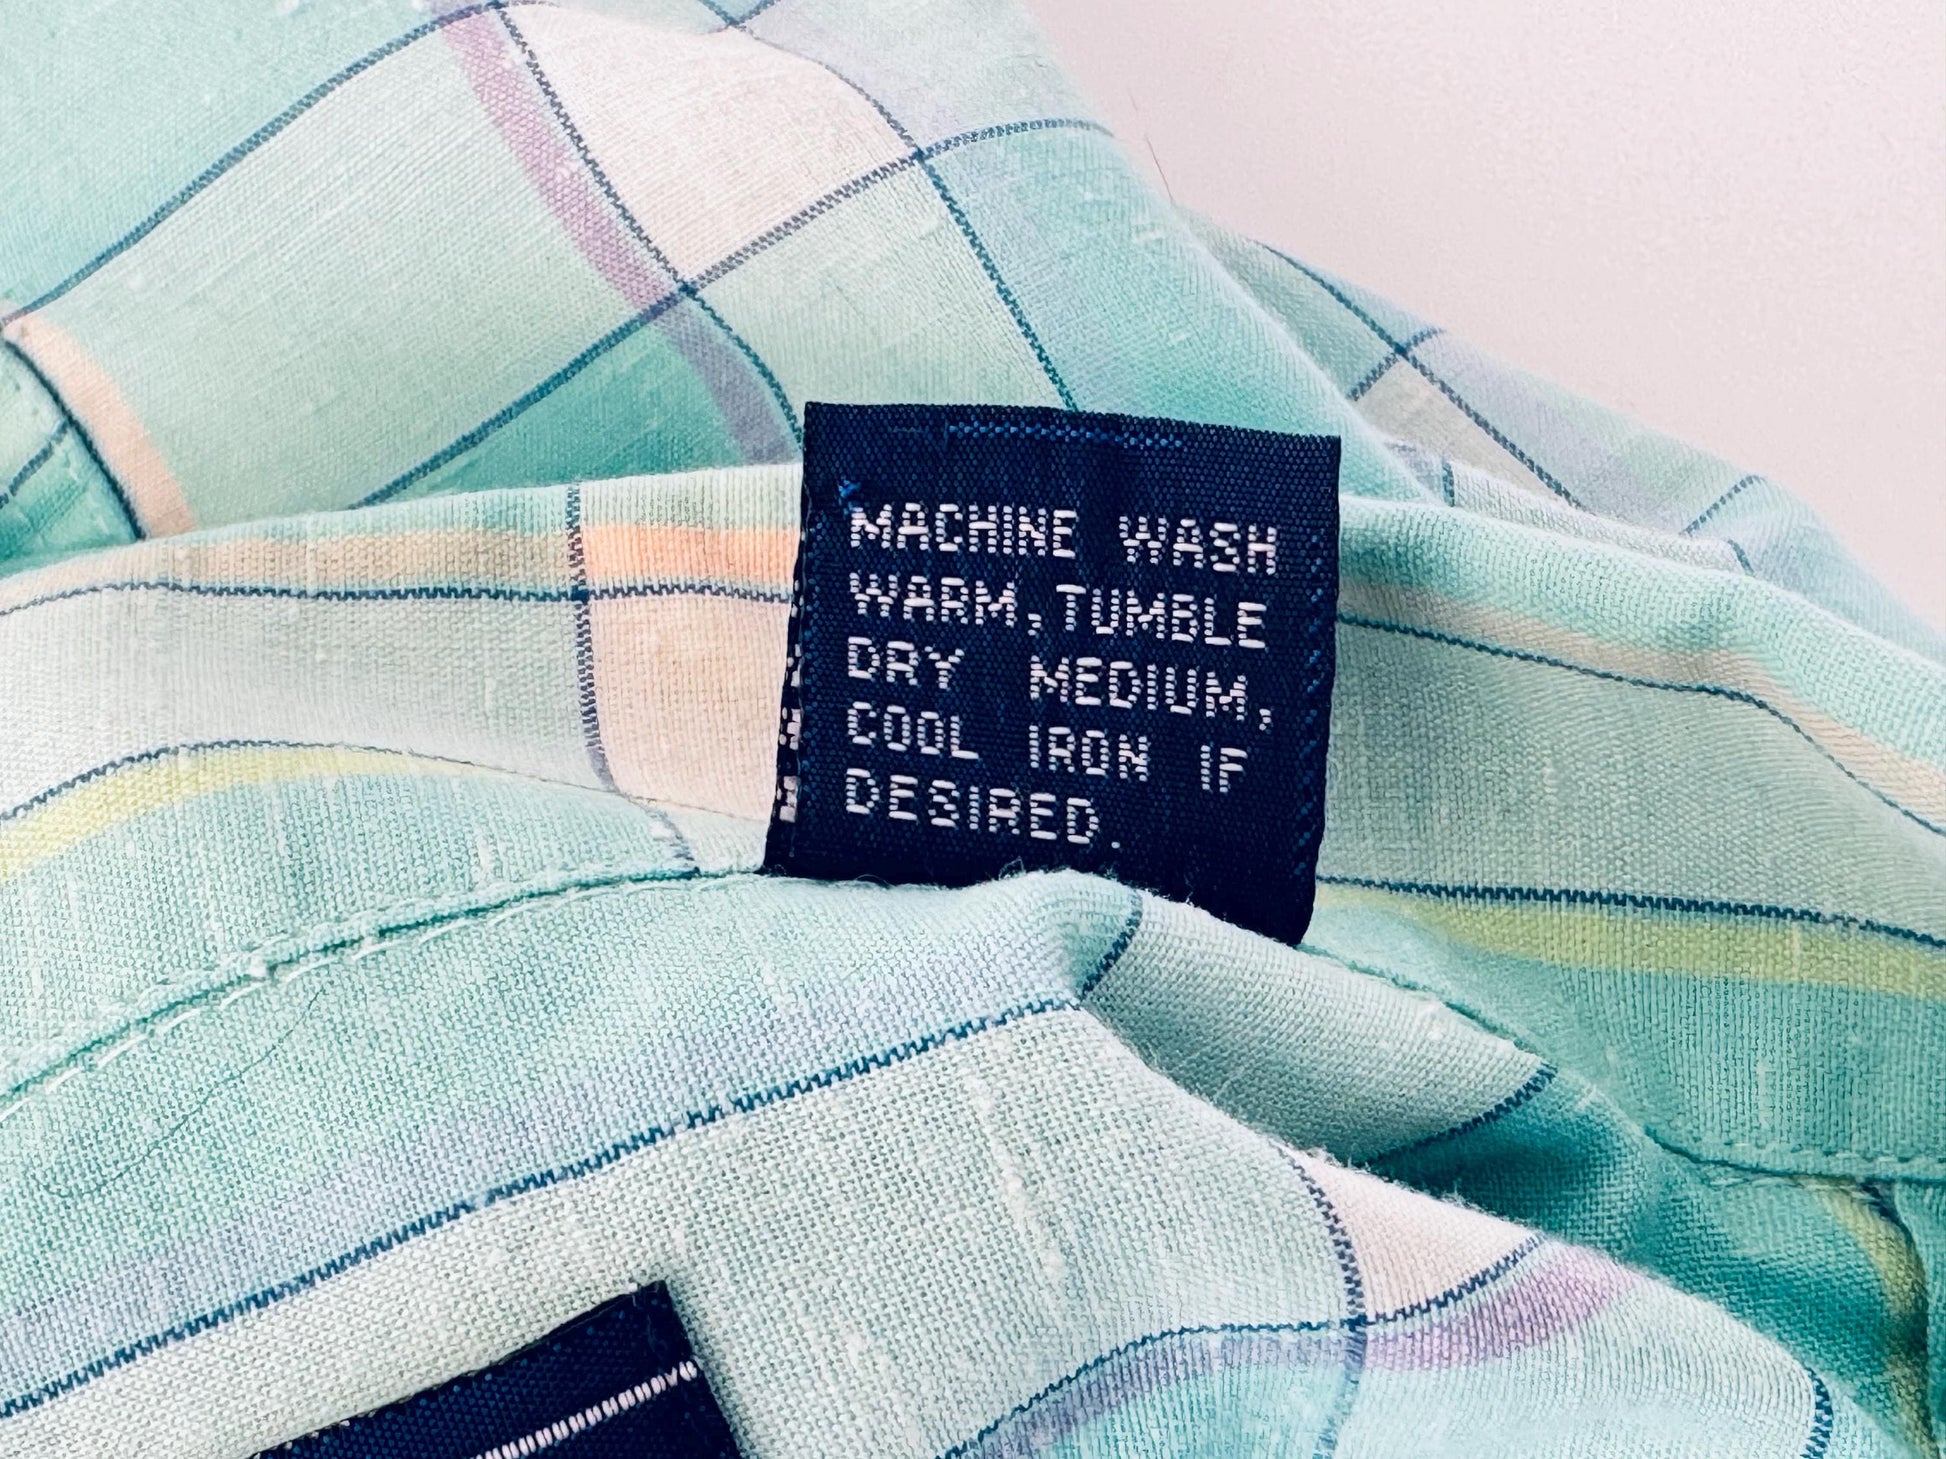 MACHINE WASH
WARM, TUMBLE
DRY MEDIUM,
COOL IRON IF
DESIRED.